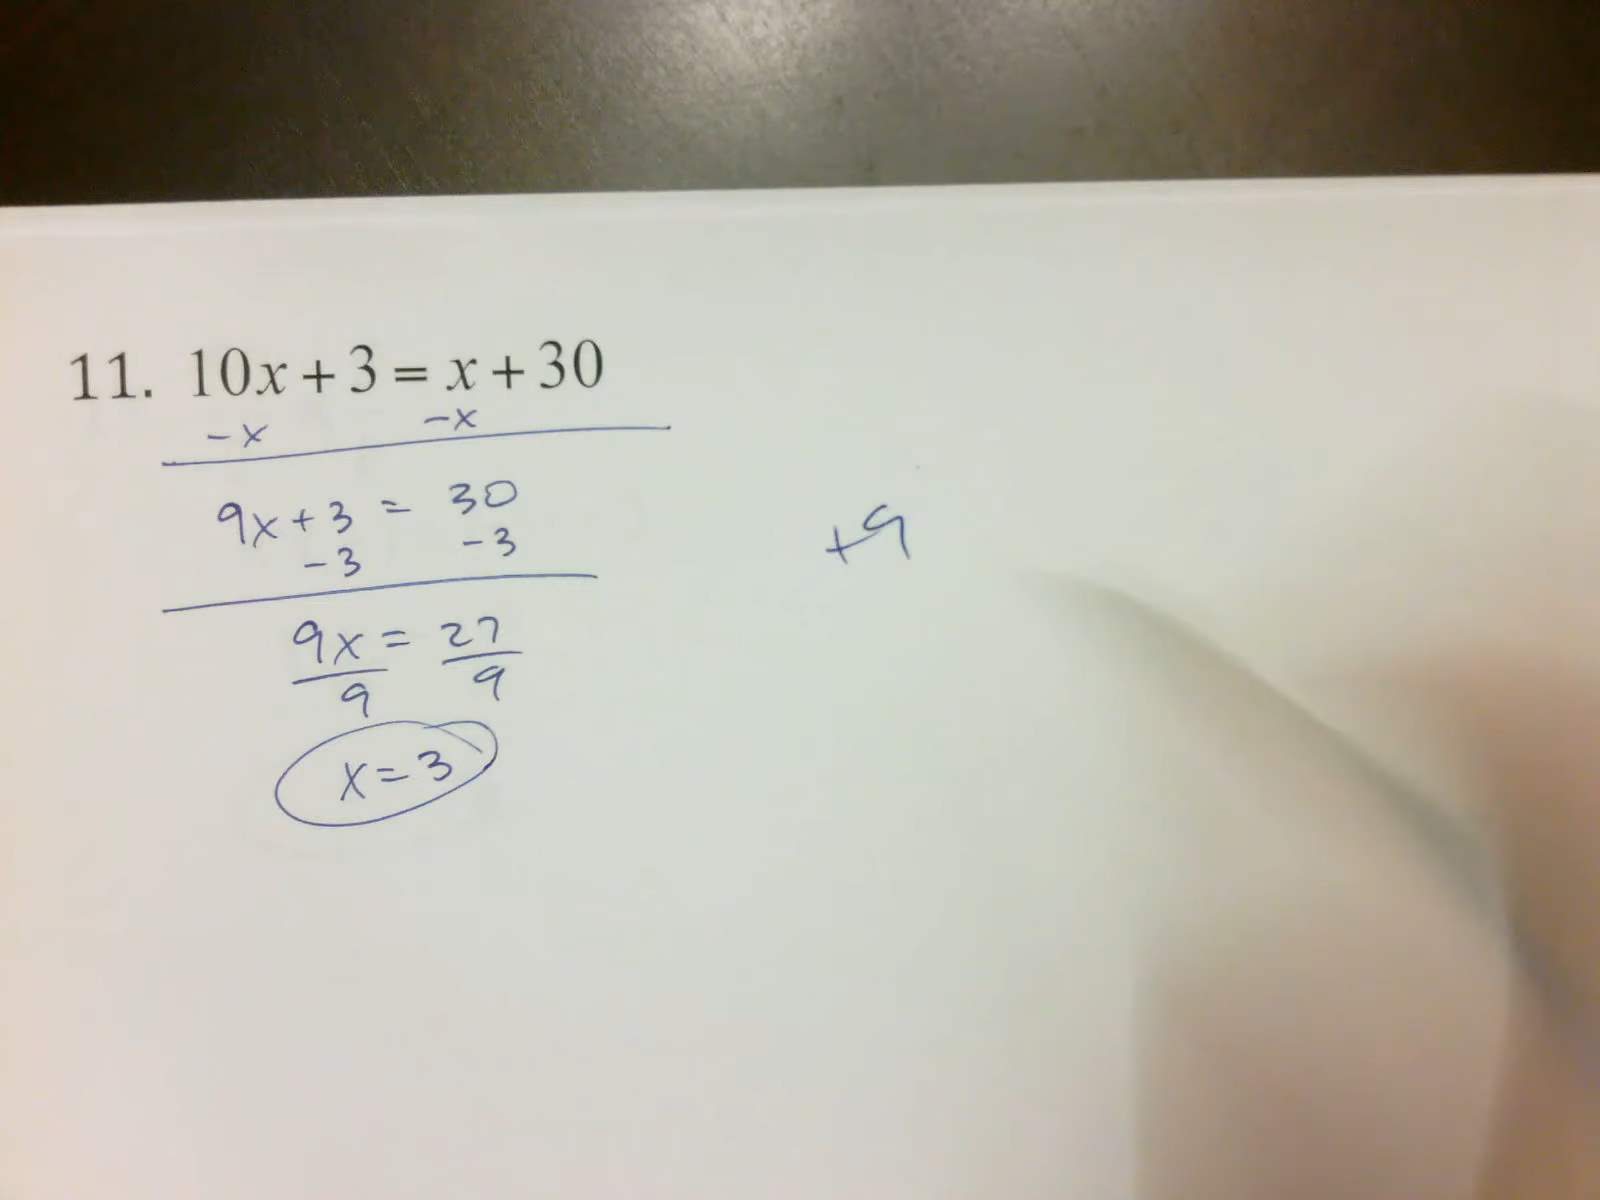 11. 10x + 3 = x + 30
-x -x
9x + 3 = 30
-3 -3
+9
9x = 27
9 9
x = 3